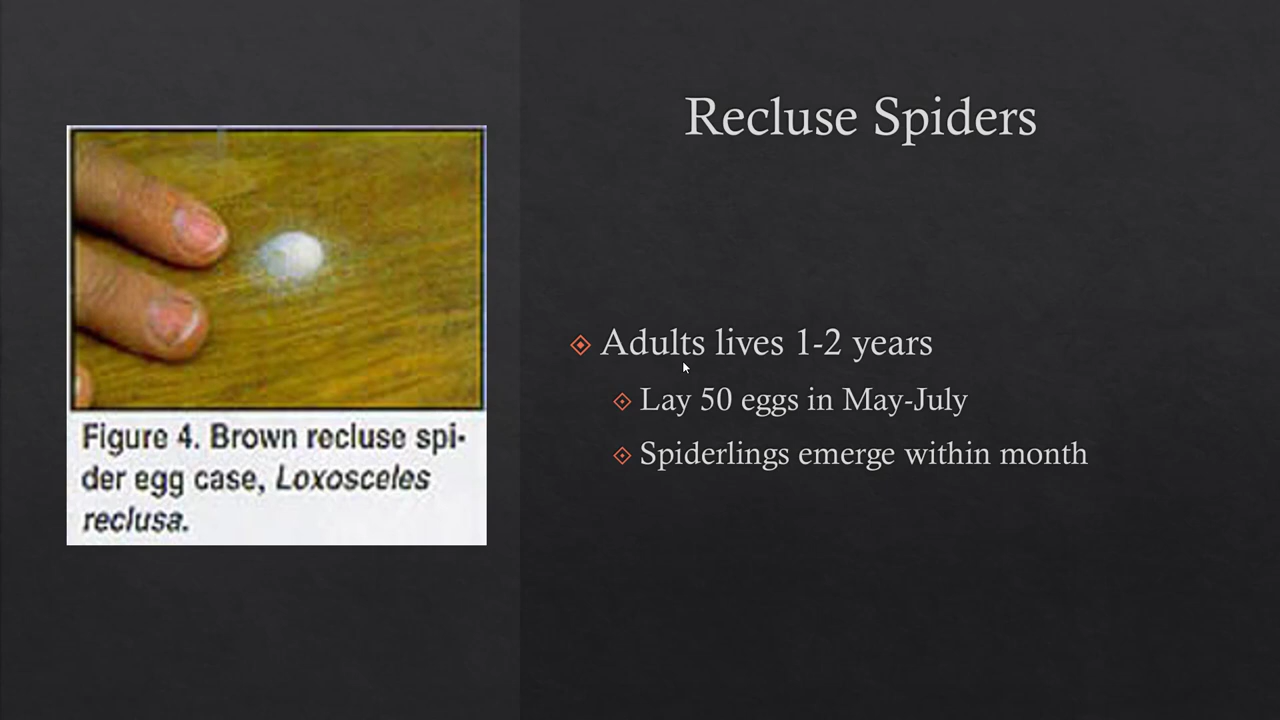 Recluse Spiders
Adults lives 1-2 years
Lay 50 eggs in May-July
Spiderlings emerge within month
Figure 4. Brown recluse spi-
der egg case, Loxosceles
reclusa.